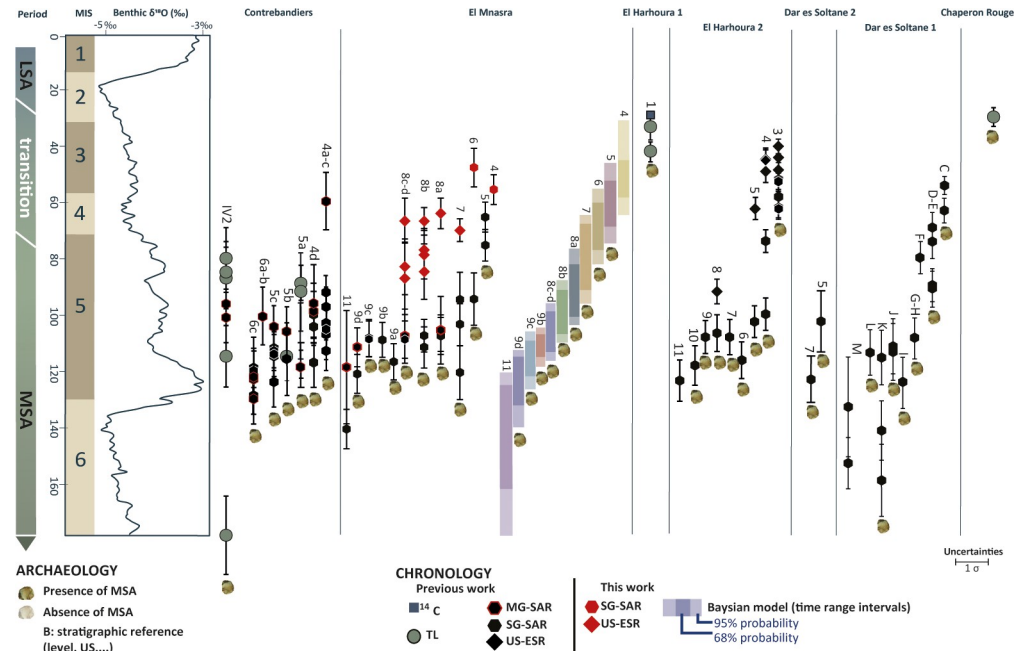 Period MIS Benthic δ¹⁸O (‰) Contrebandiers El Mnasra El Harhoura 1 Dar es Soltane 2 Chaperon Rouge
-5 ‰ -3‰ El Harhoura 2 Dar es Soltane 1
0
20
40
60
80
100
120
140
160
LSA
transition
MSA
1
2
3
4
5
6
IV2
6c
6a-b
5c
5b
5a
4d
4a-c
11
9d
9c
9b
9a
8c-d
8b
8a
7
6
5
4
11
9d
9c
9b
8c-d
8b
8a
7
6
5
4
1
11
10
9
8
7
6
5
4
3
7
5
M
L
K
J
I
G-H
F
D-E
C
Uncertainties
1 σ
ARCHAEOLOGY
Presence of MSA
Absence of MSA
B: stratigraphic reference
(level, US,...)
CHRONOLOGY
Previous work
¹⁴ C
TL
MG-SAR
SG-SAR
US-ESR
This work
SG-SAR
US-ESR
Baysian model (time range intervals)
95% probability
68% probability